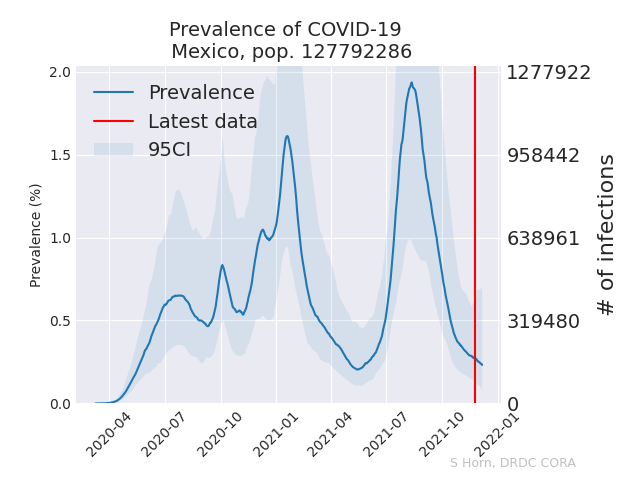 Prevalence of COVID-19
Mexico, pop. 127792286
Prevalence
Latest data
95CI
Prevalence (%)
2.0
1.5
1.0
0.5
0.0
1277922
958442
638961
319480
0
# of infections
2020-04
2020-07
2020-10
2021-01
2021-04
2021-07
2021-10
2022-01
S Horn, DRDC CORA